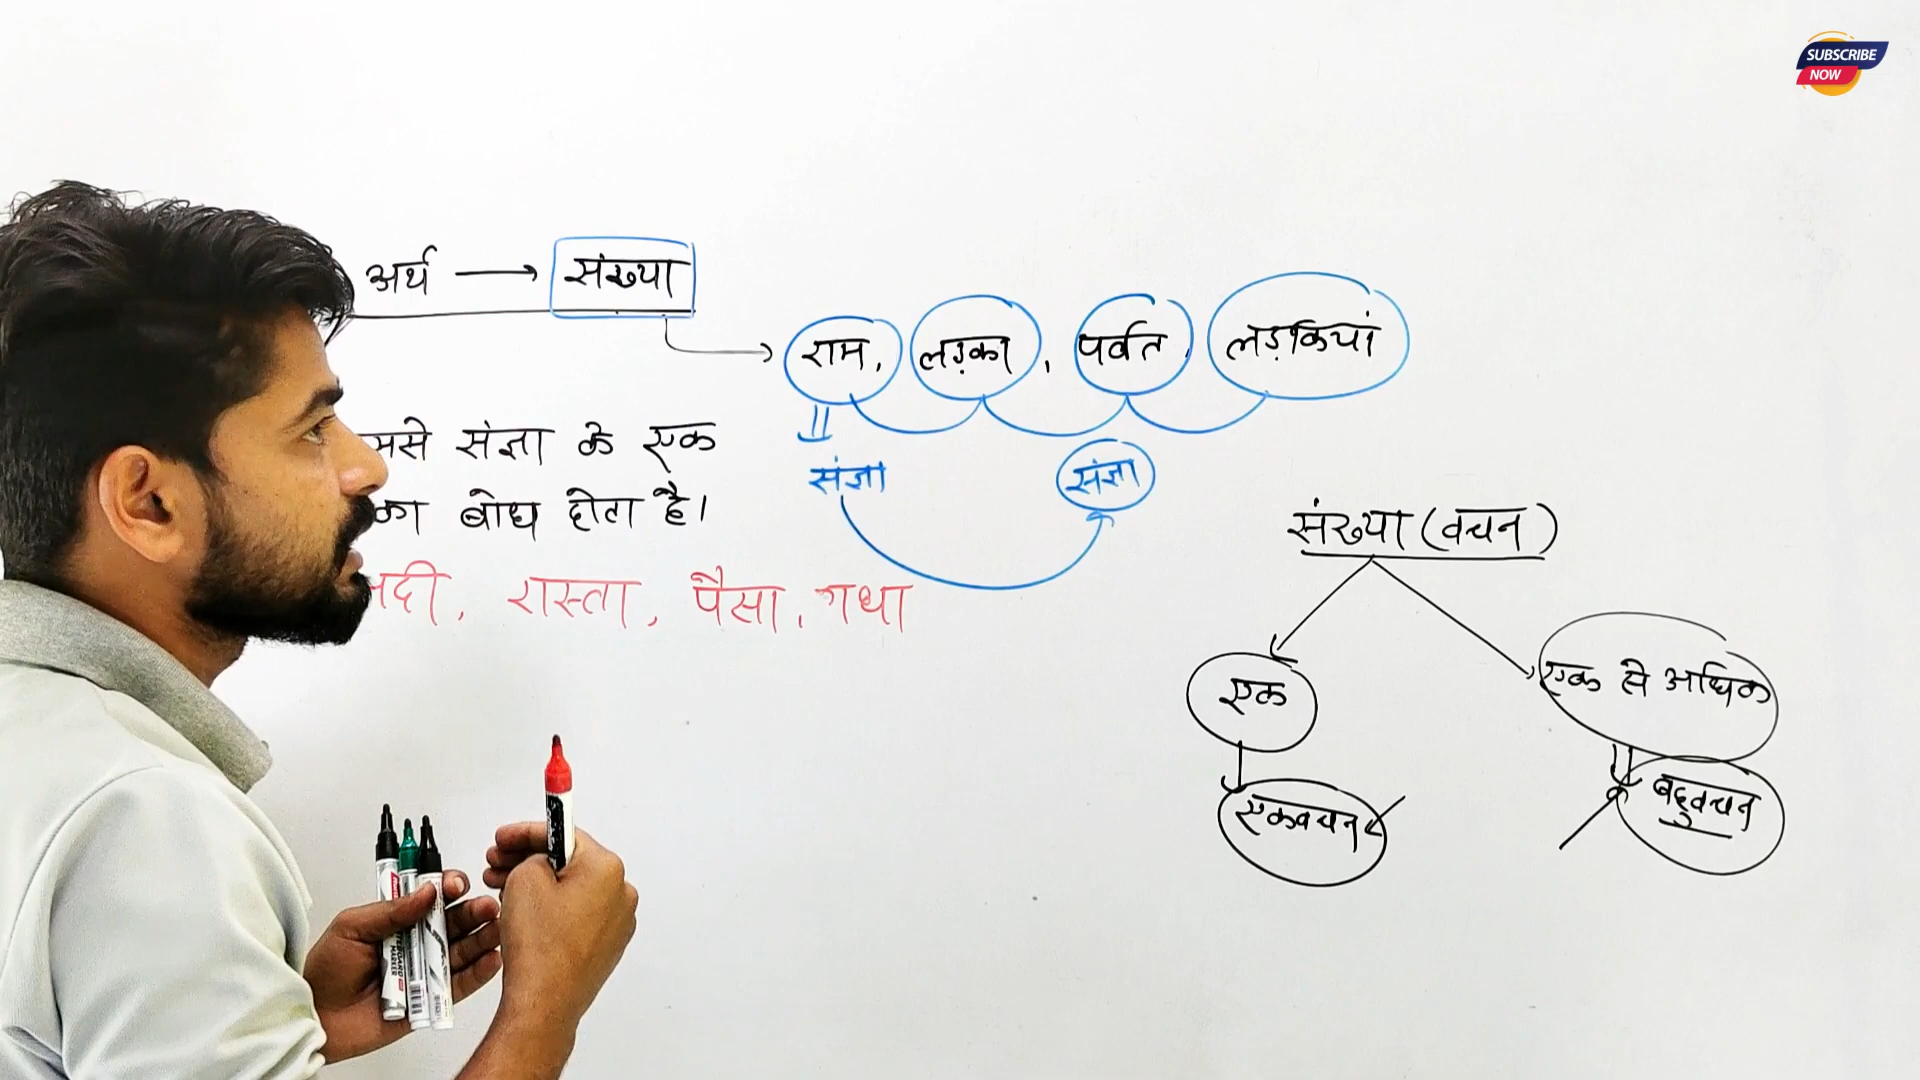 SUBSCRIBE
NOW
अर्थ → संख्या
राम, लड़का, पर्वत, लड़कियां
संज्ञा के एक
संज्ञा संज्ञा
का बोध होता है।
संख्या (वचन)
रास्ता, पैसा, गधा
एक एक से अधिक
एकवचन बहुवचन